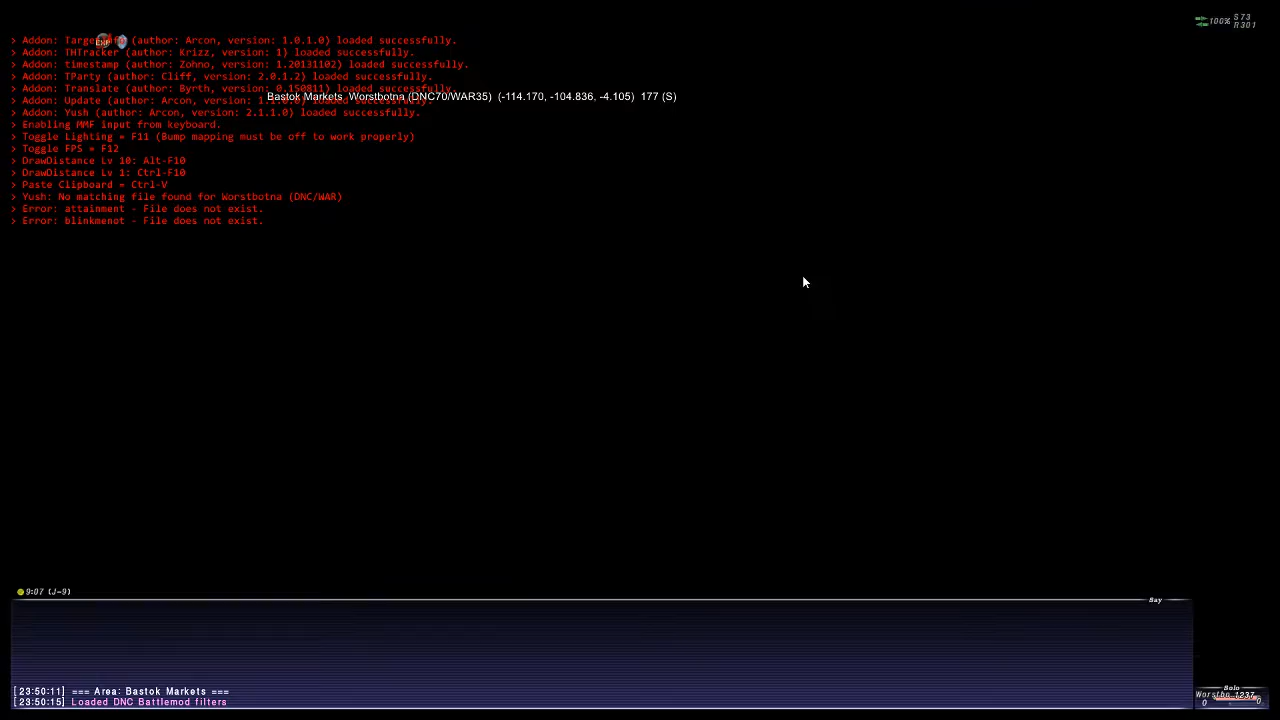 100% S 73
R 301
> Addon: Targe (author: Arcon, version: 1.0.1.0) loaded successfully.
> Addon: THTracker (author: Krizz, version: 1) loaded successfully.
> Addon: timestamp (author: Zohno, version: 1.20131102) loaded successfully.
> Addon: TParty (author: Cliff, version: 2.0.1.2) loaded successfully.
> Addon: Translate (author: Byrth, version: 0.150811) loaded successfully.
Bastok Markets Worstbotna (DNC70/WAR35) (-114.170, -104.836, -4.105) 177 (S)
> Addon: Update (author: Arcon, version: loaded successfully.
> Addon: Yush (author: Arcon, version: 2.1.1.0) loaded successfully.
> Enabling MMF input from keyboard.
> Toggle Lighting = F11 (Bump mapping must be off to work properly)
> Toggle FPS = F12
> DrawDistance Lv 10: Alt-F10
> DrawDistance Lv 1: Ctrl-F10
> Paste Clipboard = Ctrl-V
> Yush: No matching file found for Worstbotna (DNC/WAR)
> Error: attainment - File does not exist.
> Error: blinkmenot - File does not exist.
9:07 (J-9)
Say
[23:50:11] === Area: Bastok Markets ===
[23:50:15] Loaded DNC Battlemod filters
Solo
Worstbo 1237
0 0